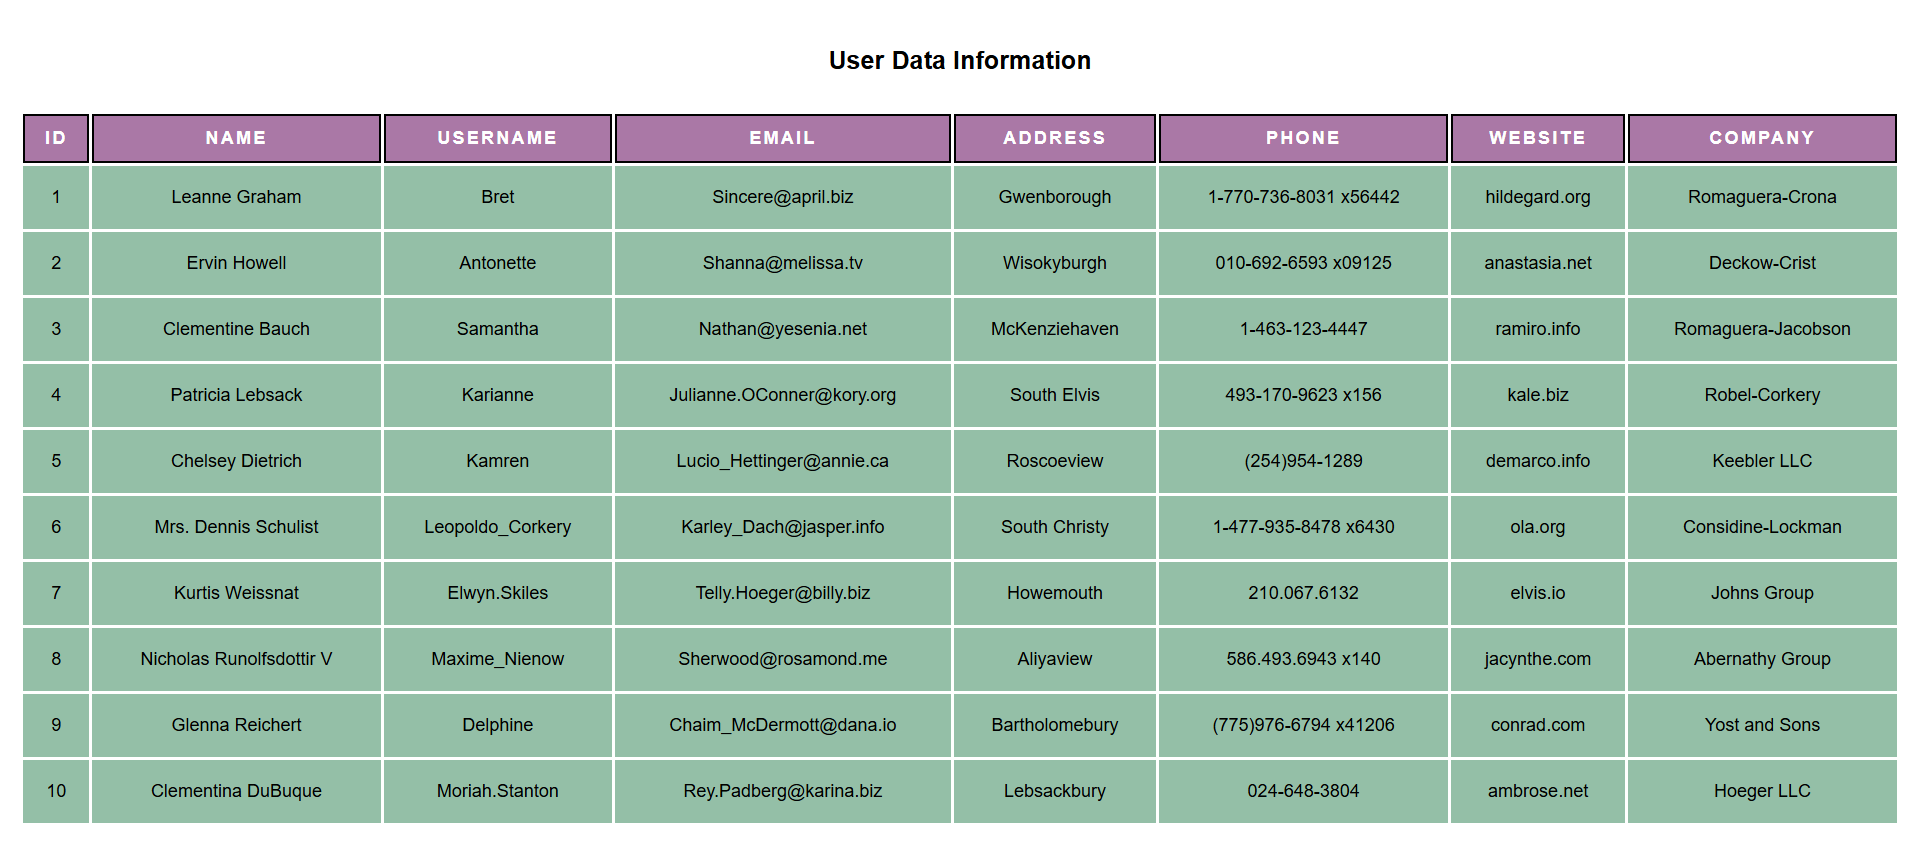 User Data Information
ID NAME USERNAME EMAIL ADDRESS PHONE WEBSITE COMPANY
1 Leanne Graham Bret Sincere@april.biz Gwenborough 1-770-736-8031 x56442 hildegard.org Romaguera-Crona
2 Ervin Howell Antonette Shanna@melissa.tv Wisokyburgh 010-692-6593 x09125 anastasia.net Deckow-Crist
3 Clementine Bauch Samantha Nathan@yesenia.net McKenziehaven 1-463-123-4447 ramiro.info Romaguera-Jacobson
4 Patricia Lebsack Karianne Julianne.OConner@kory.org South Elvis 493-170-9623 x156 kale.biz Robel-Corkery
5 Chelsey Dietrich Kamren Lucio_Hettinger@annie.ca Roscoeview (254)954-1289 demarco.info Keebler LLC
6 Mrs. Dennis Schulist Leopoldo_Corkery Karley_Dach@jasper.info South Christy 1-477-935-8478 x6430 ola.org Considine-Lockman
7 Kurtis Weissnat Elwyn.Skiles Telly.Hoeger@billy.biz Howemouth 210.067.6132 elvis.io Johns Group
8 Nicholas Runolfsdottir V Maxime_Nienow Sherwood@rosamond.me Aliyaview 586.493.6943 x140 jacynthe.com Abernathy Group
9 Glenna Reichert Delphine Chaim_McDermott@dana.io Bartholomebury (775)976-6794 x41206 conrad.com Yost and Sons
10 Clementina DuBuque Moriah.Stanton Rey.Padberg@karina.biz Lebsackbury 024-648-3804 ambrose.net Hoeger LLC